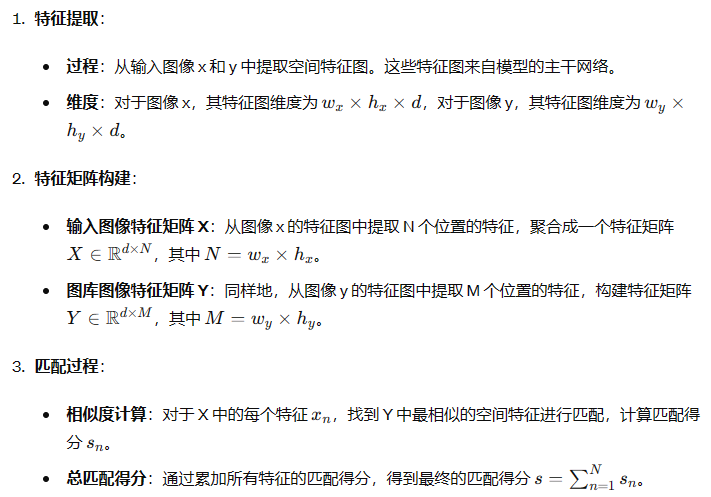 1. 特征提取：
• 过程：从输入图像 x 和 y 中提取空间特征图。这些特征图来自模型的主干网络。
• 维度：对于图像 x，其特征图维度为 $w_x \times h_x \times d$，对于图像 y，其特征图维度为 $w_y \times$
$h_y \times d$。
2. 特征矩阵构建：
• 输入图像特征矩阵 X：从图像 x 的特征图中提取 N 个位置的特征，聚合成一个特征矩阵
$X \in \mathbb{R}^{d \times N}$，其中 $N = w_x \times h_x$。
• 图库图像特征矩阵 Y：同样地，从图像 y 的特征图中提取 M 个位置的特征，构建特征矩阵
$Y \in \mathbb{R}^{d \times M}$，其中 $M = w_y \times h_y$。
3. 匹配过程：
• 相似度计算：对于 X 中的每个特征 $x_n$，找到 Y 中最相似的空间特征进行匹配，计算匹配得
分 $s_n$。
• 总匹配得分：通过累加所有特征的匹配得分，得到最终的匹配得分 $s = \sum_{n=1}^{N} s_n$。